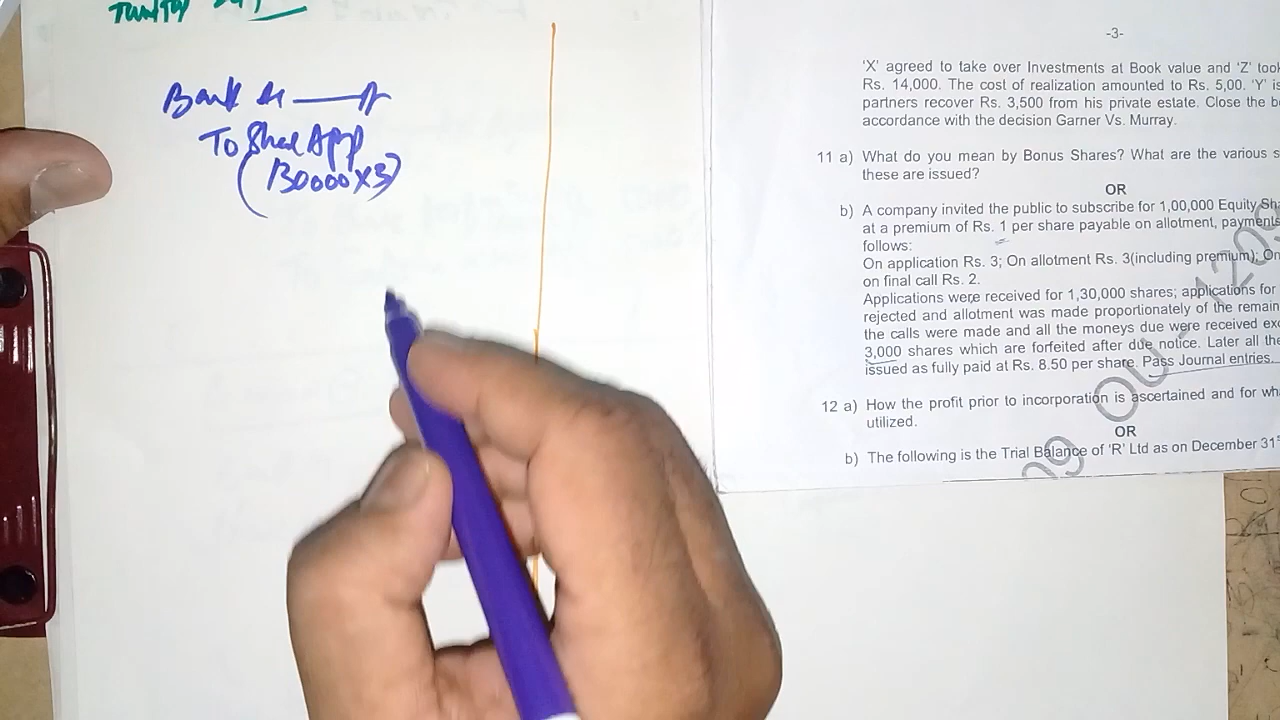 Bank A/c
To Share App
(130000x3)
-3-
'X' agreed to take over Investments at Book value and 'Z' took
Rs. 14,000. The cost of realization amounted to Rs. 5,00. 'Y' is
partners recover Rs. 3,500 from his private estate. Close the b
accordance with the decision Garner Vs. Murray.
11 a) What do you mean by Bonus Shares? What are the various s
these are issued?
OR
b) A company invited the public to subscribe for 1,00,000 Equity Sha
at a premium of Rs. 1 per share payable on allotment, payments
follows:
On application Rs. 3; On allotment Rs. 3(including premium); On
on final call Rs. 2.
Applications were received for 1,30,000 shares; applications for
rejected and allotment was made proportionately of the remain
the calls were made and all the moneys due were received exc
3,000 shares which are forfeited after due notice. Later all the
issued as fully paid at Rs. 8.50 per share. Pass Journal entries.
12 a) How the profit prior to incorporation is ascertained and for wh
utilized.
OR
b) The following is the Trial Balance of 'R' Ltd as on December 31s